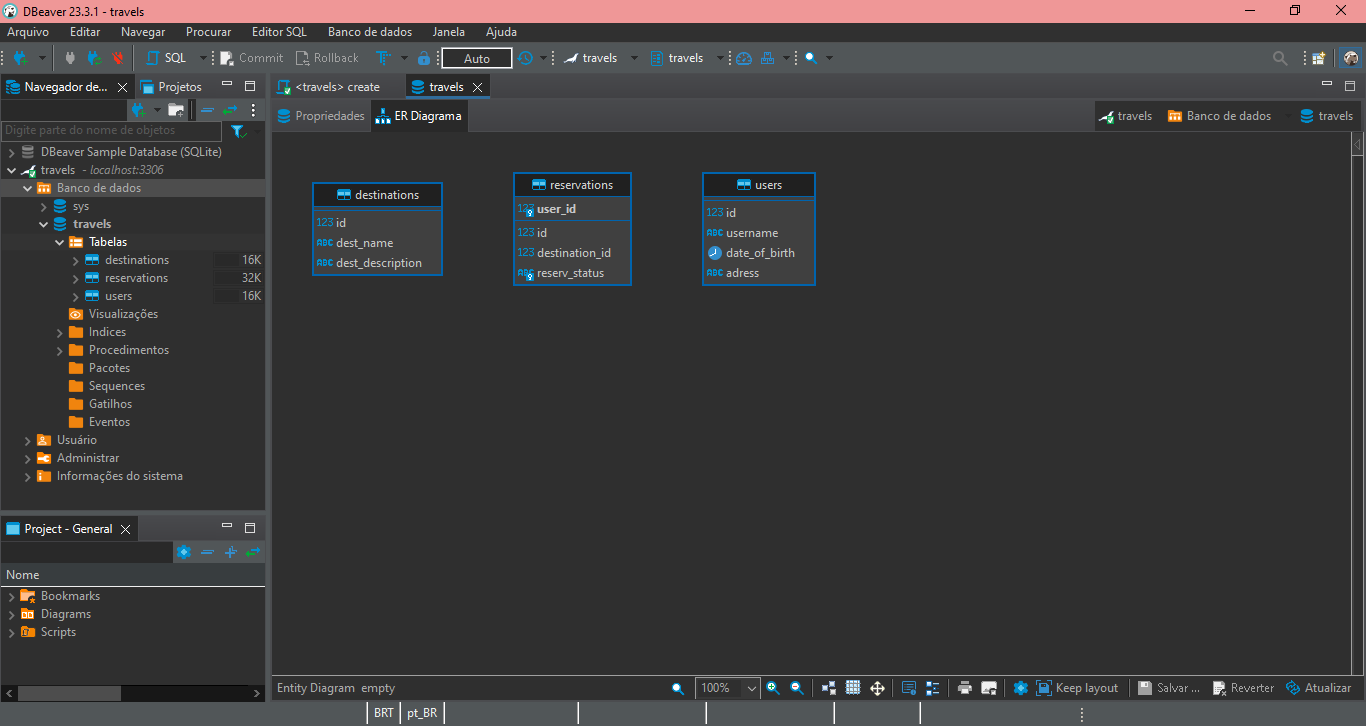 DBeaver 23.3.1 - travels
Arquivo Editar Navegar Procurar Editor SQL Banco de dados Janela Ajuda
SQL Commit Rollback Auto travels travels
Navegador de... Projetos
<travels> create travels
Digite parte do nome de objetos
DBeaver Sample Database (SQLite)
travels - localhost:3306
Banco de dados
sys
travels
Tabelas
destinations 16K
reservations 32K
users 16K
Visualizações
Indices
Procedimentos
Pacotes
Sequences
Gatilhos
Eventos
Usuário
Administrar
Informações do sistema
Project - General
Nome
Bookmarks
Diagrams
Scripts
Propriedades ER Diagrama
travels Banco de dados travels
destinations
123 id
ABC dest_name
ABC dest_description
reservations
123 user_id
123 id
123 destination_id
ABC reserv_status
users
123 id
ABC username
date_of_birth
ABC adress
Entity Diagram empty
100%
Keep layout Salvar ... Reverter Atualizar
BRT pt_BR